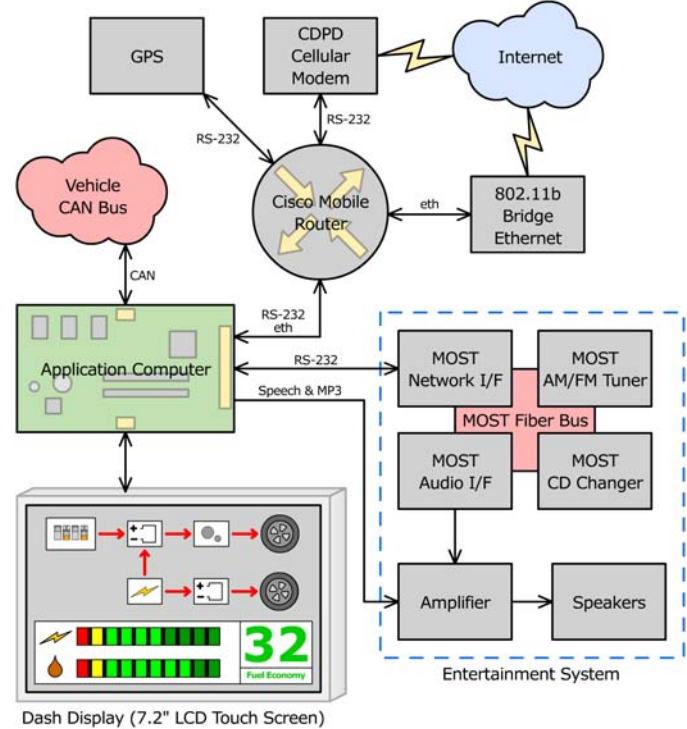 GPS
CDPD
Cellular
Modem
Internet
RS-232
RS-232
Vehicle
CAN Bus
Cisco Mobile
Router
eth
802.11b
Bridge
Ethernet
CAN
RS-232
eth
Application Computer
RS-232
Speech & MP3
MOST
Network I/F
MOST
AM/FM Tuner
MOST Fiber Bus
MOST
Audio I/F
MOST
CD Changer
Amplifier
Speakers
Entertainment System
32
Fuel Economy
Dash Display (7.2" LCD Touch Screen)